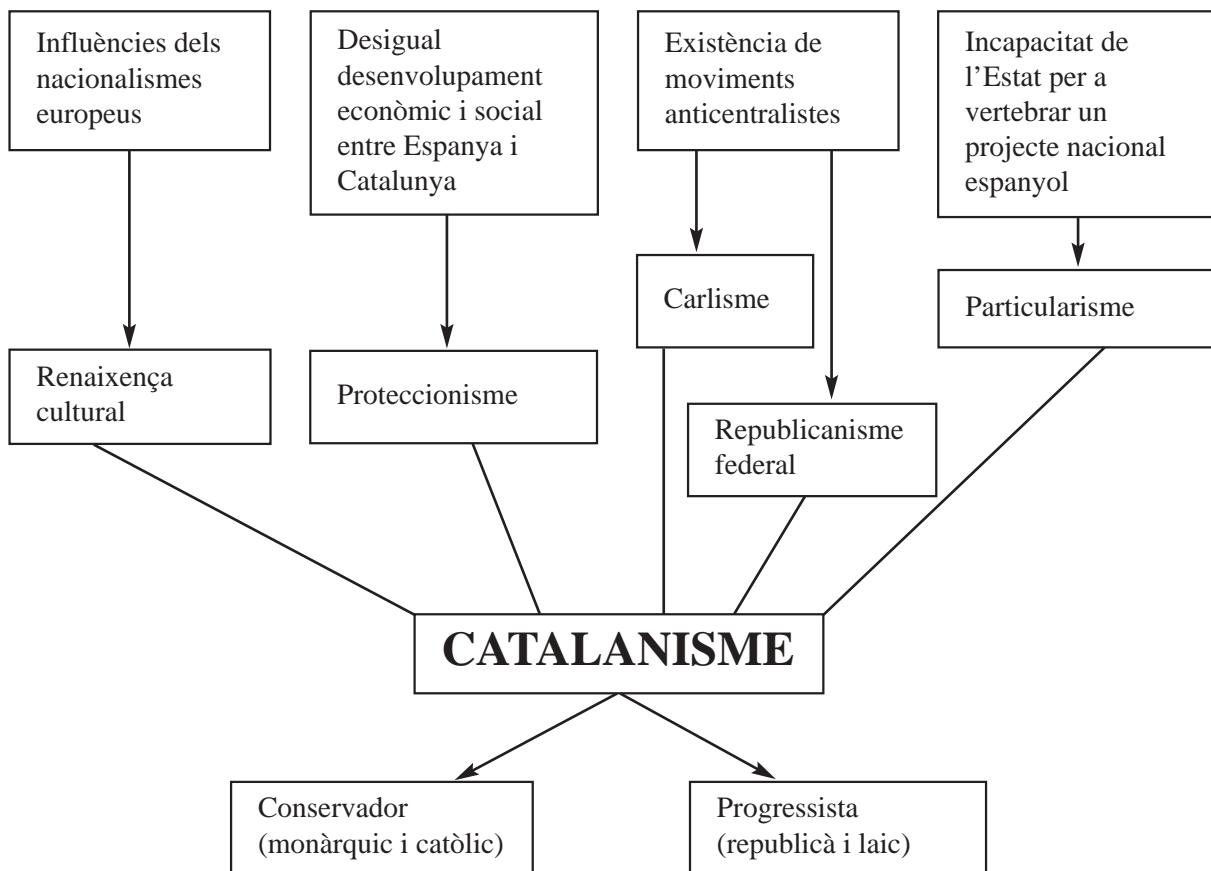 Influències dels
nacionalismes
europeus
Desigual
desenvolupament
econòmic i social
entre Espanya i
Catalunya
Existència de
moviments
anticentralistes
Incapacitat de
l’Estat per a
vertebrar un
projecte nacional
espanyol
Carlisme
Particularisme
Renaixença
cultural
Proteccionisme
Republicanisme
federal
CATALANISME
Conservador
(monàrquic i catòlic)
Progressista
(republicà i laic)